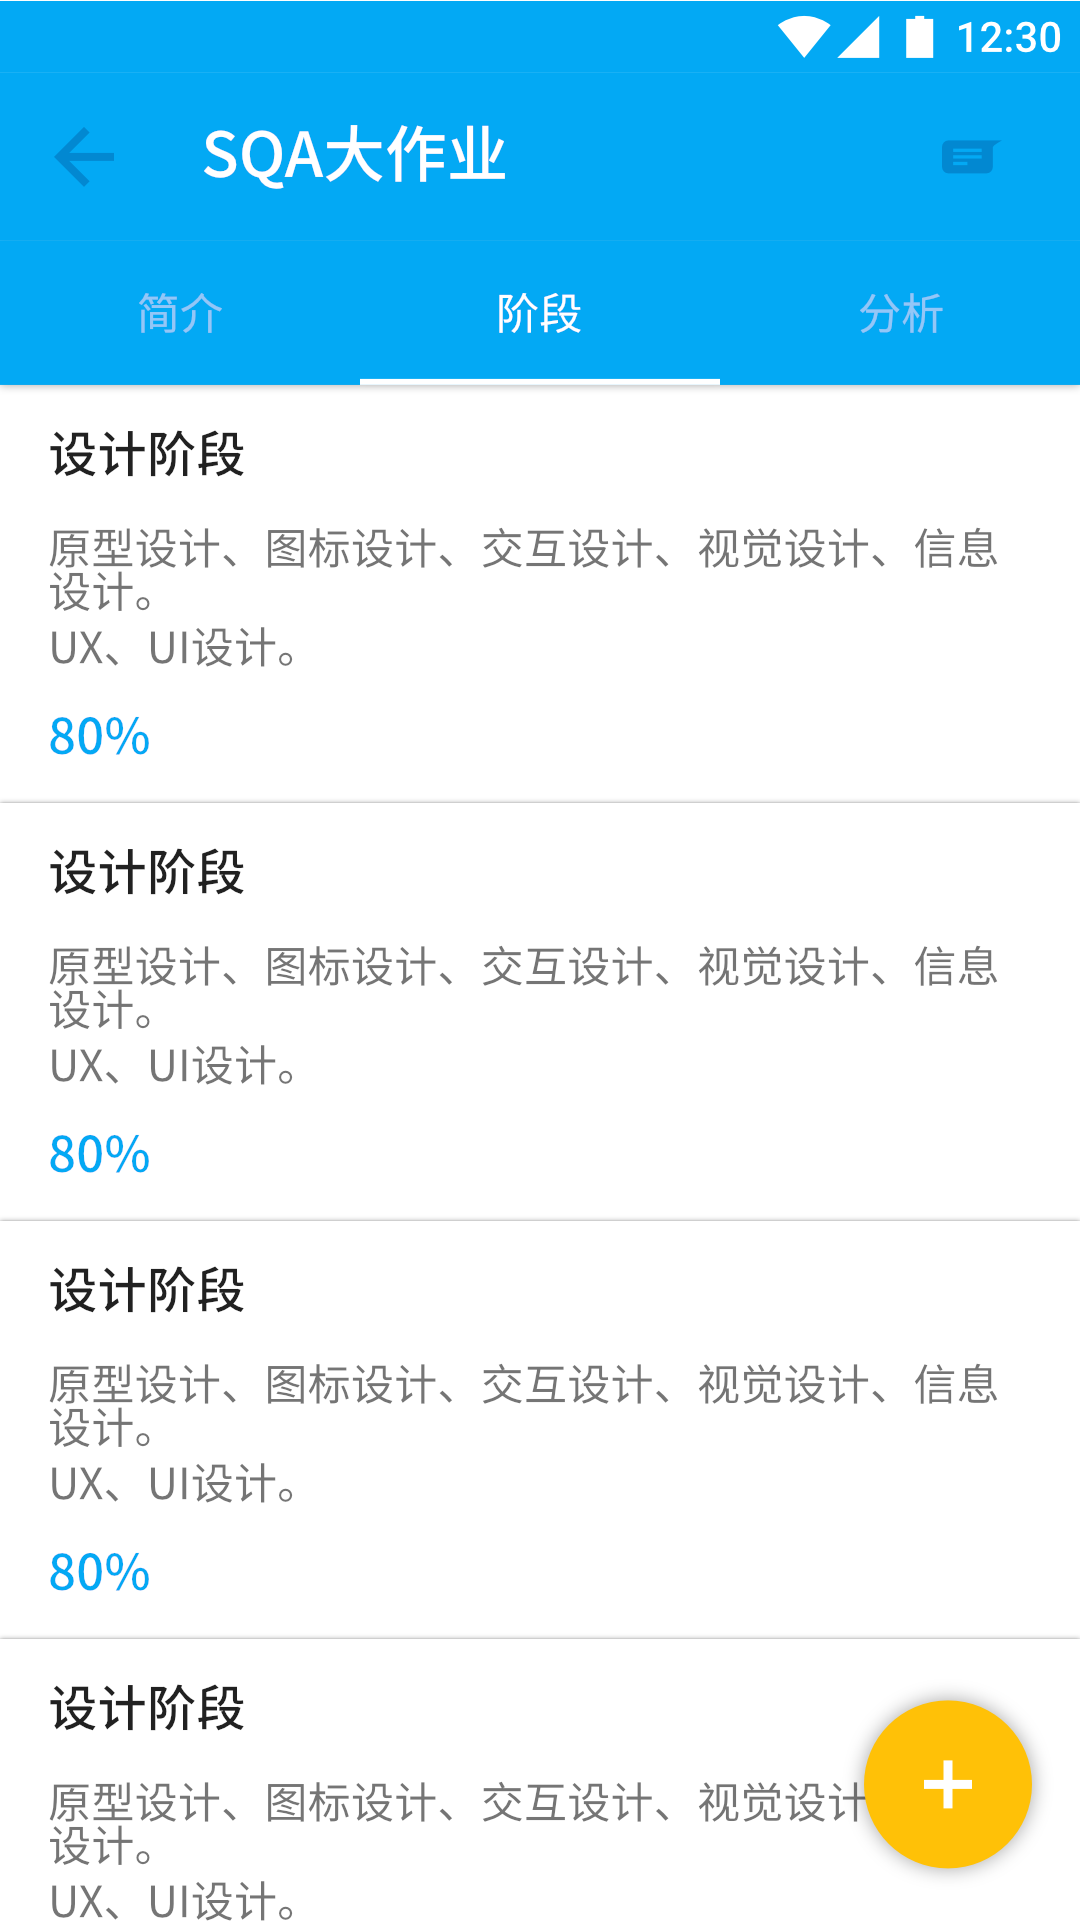 12:30
SQA大作业
简介
阶段
分析
设计阶段
原型设计、图标设计、交互设计、视觉设计、信息
设计。
UX、UI设计。
80%
设计阶段
原型设计、图标设计、交互设计、视觉设计、信息
设计。
UX、UI设计。
80%
设计阶段
原型设计、图标设计、交互设计、视觉设计、信息
设计。
UX、UI设计。
80%
设计阶段
原型设计、图标设计、交互设计、视觉设计
设计。
UX、UI设计。